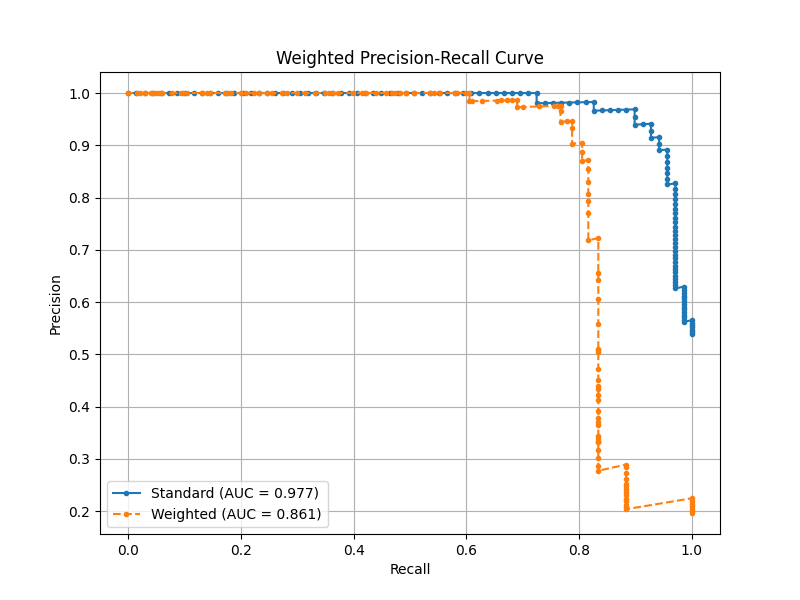 Weighted Precision-Recall Curve
1.0
0.9
0.8
0.7
0.6
0.5
0.4
0.3
0.2
Precision
Standard (AUC = 0.977)
Weighted (AUC = 0.861)
0.0 0.2 0.4 0.6 0.8 1.0
Recall